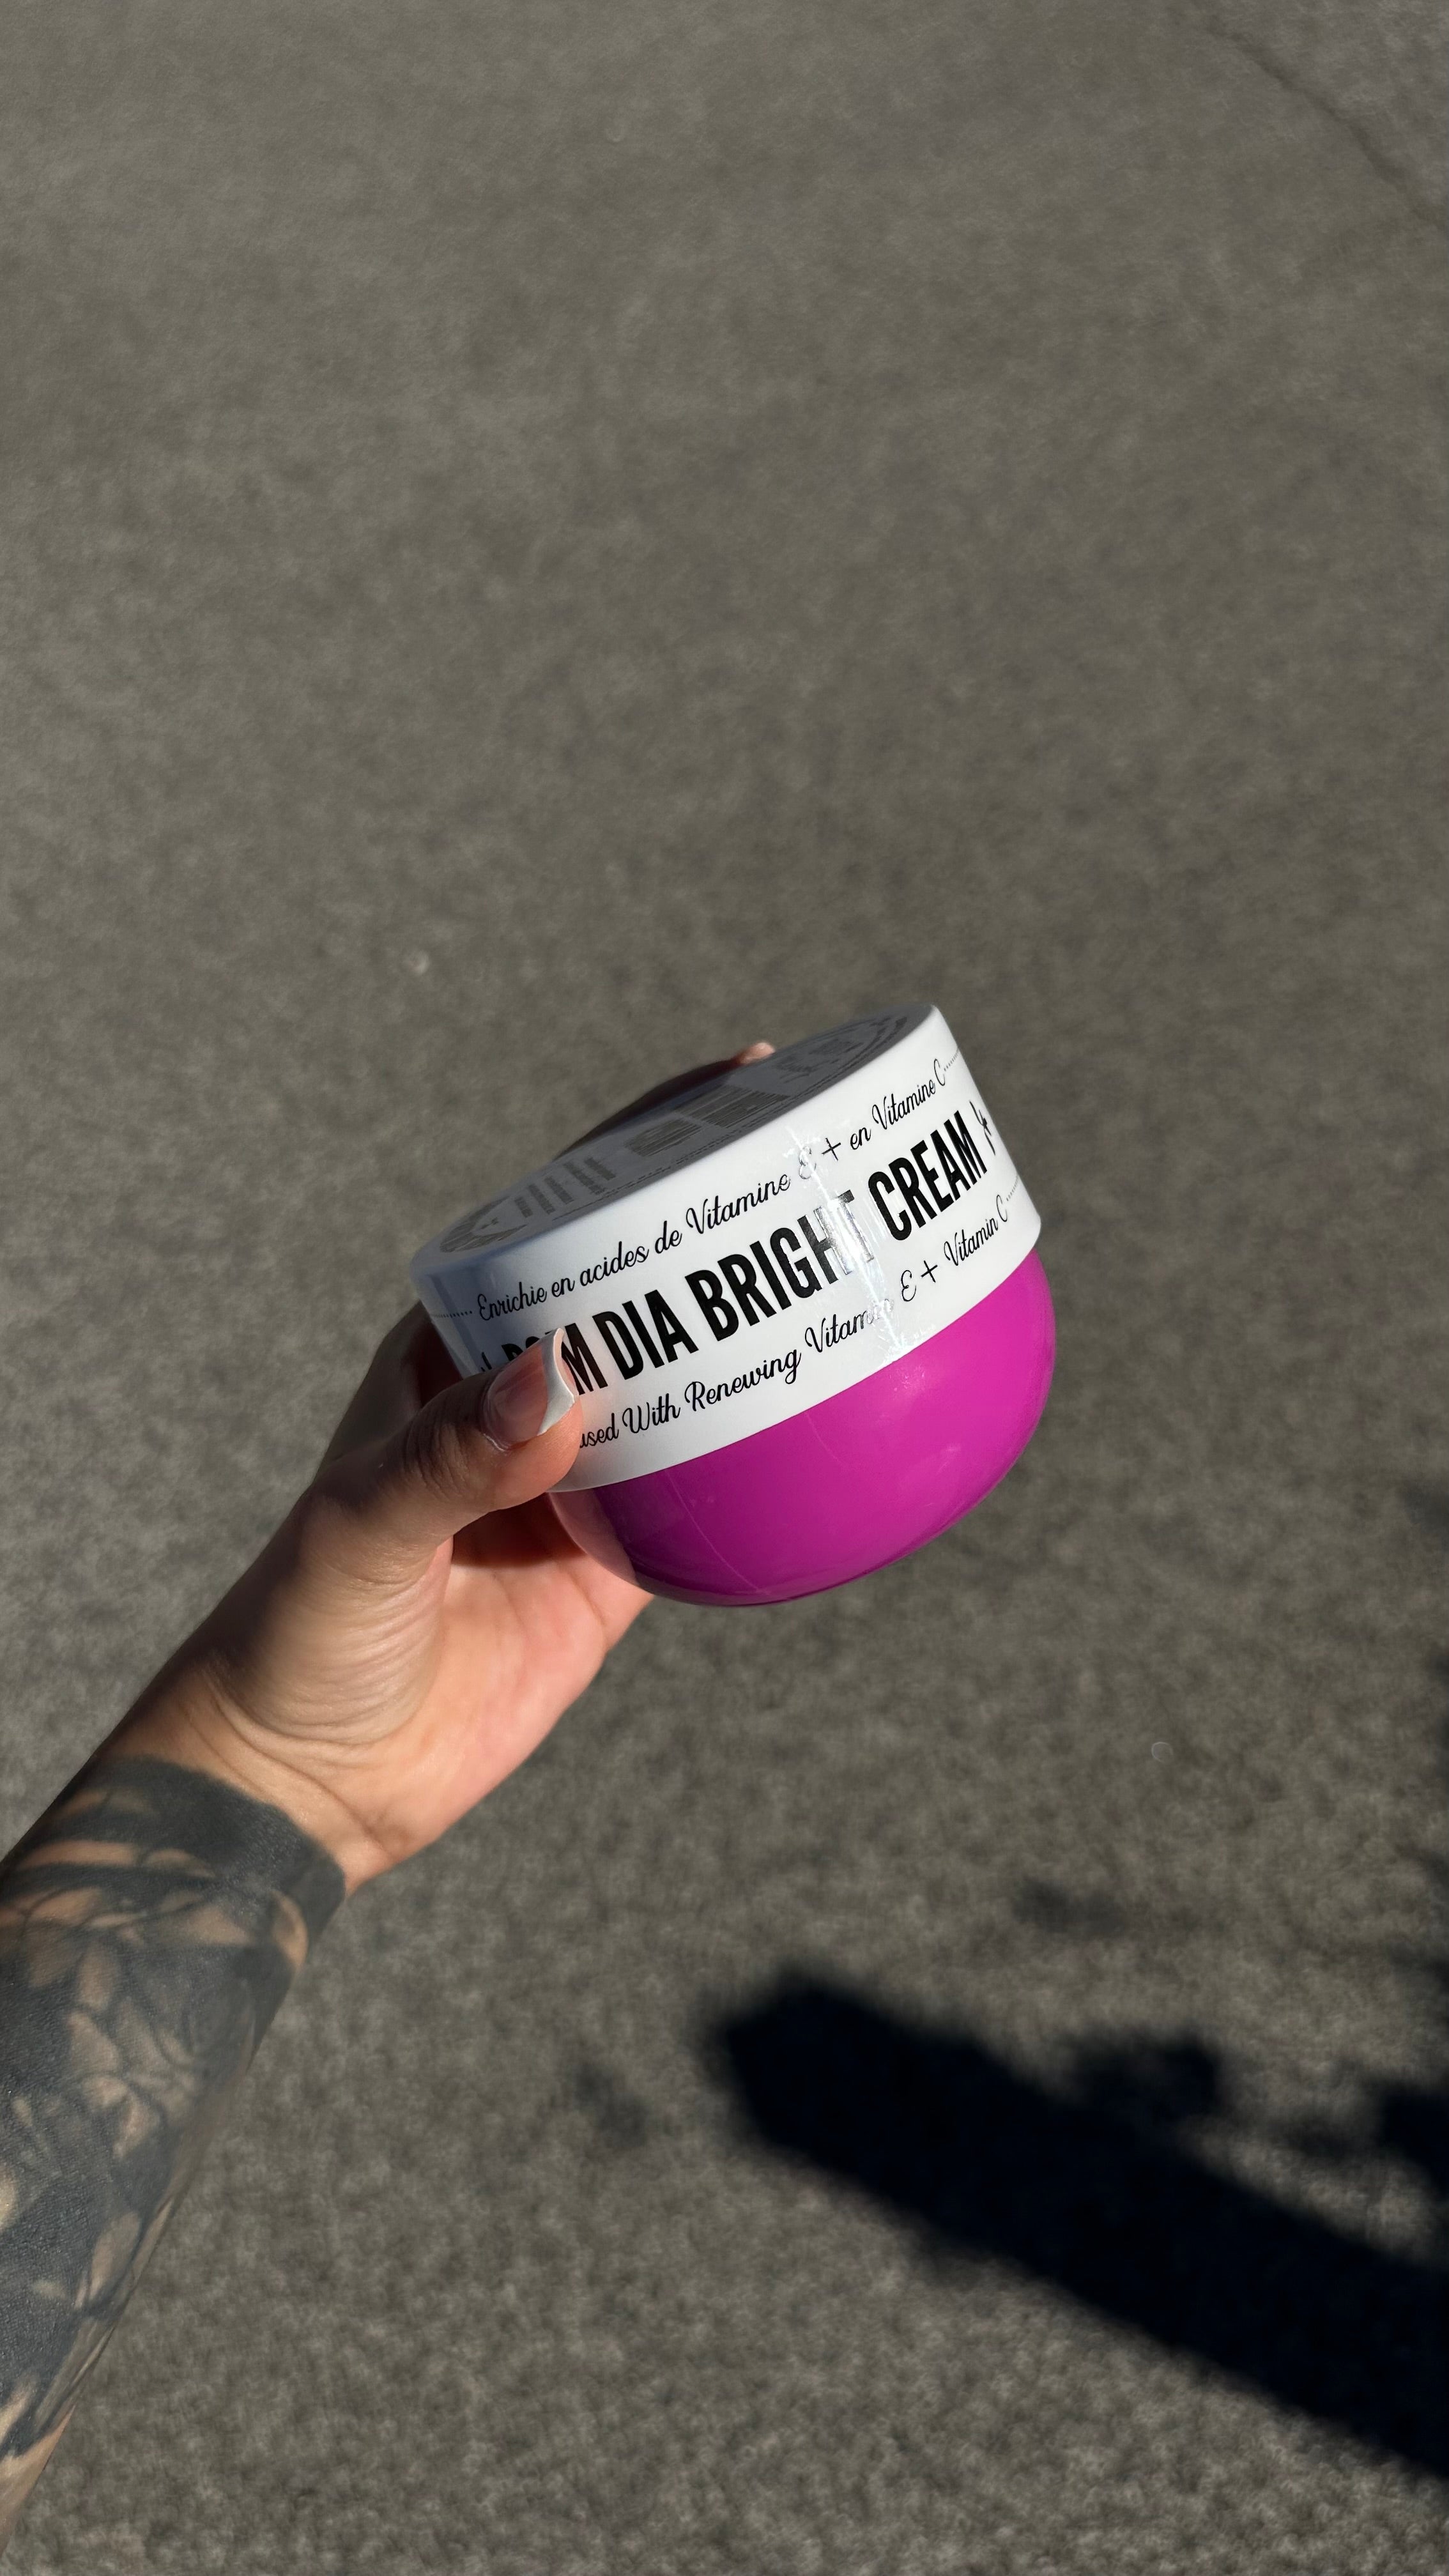 Enrichie en acides de Vitamine E + en Vitamine C
DIA BRIGHT CREAM
With Renewing Vitamin E + Vitamin C